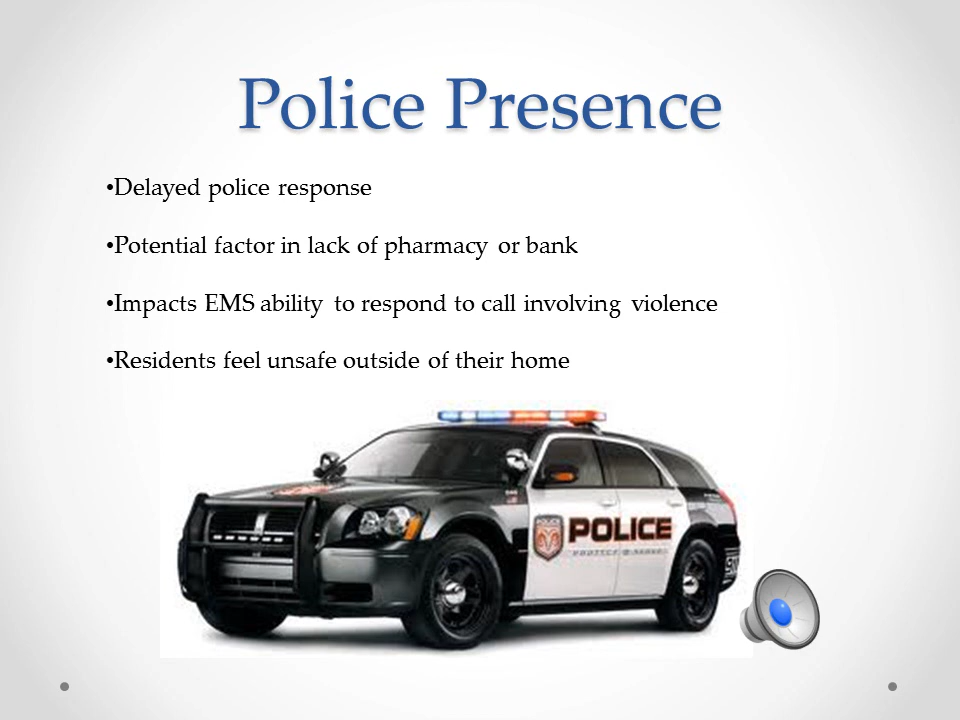 Police Presence
•Delayed police response
•Potential factor in lack of pharmacy or bank
•Impacts EMS ability to respond to call involving violence
•Residents feel unsafe outside of their home
POLICE
POLICE